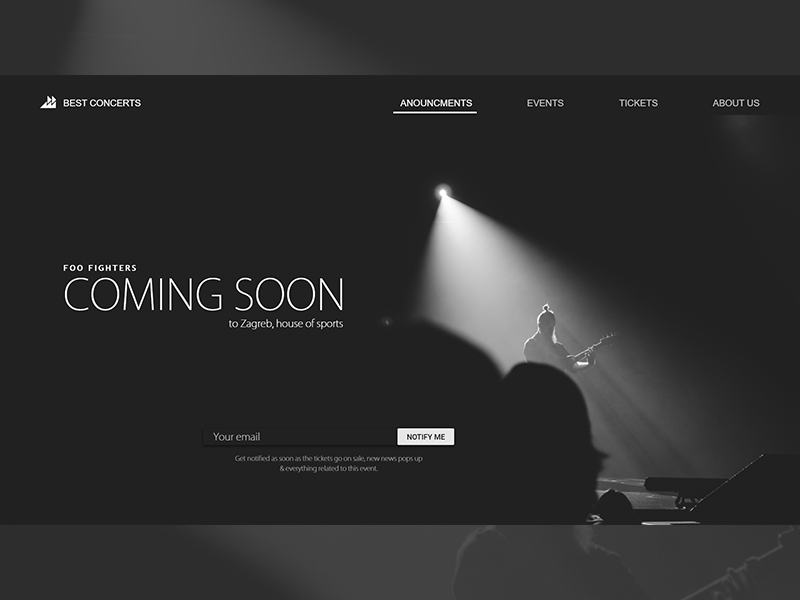 BEST CONCERTS
ANOUNCMENTS
EVENTS
TICKETS
ABOUT US
FOO FIGHTERS
COMING SOON
to Zagreb, house of sports
Your email
NOTIFY ME
Get notified as soon as the tickets go on sale, new news pops up
& everything related to this event.